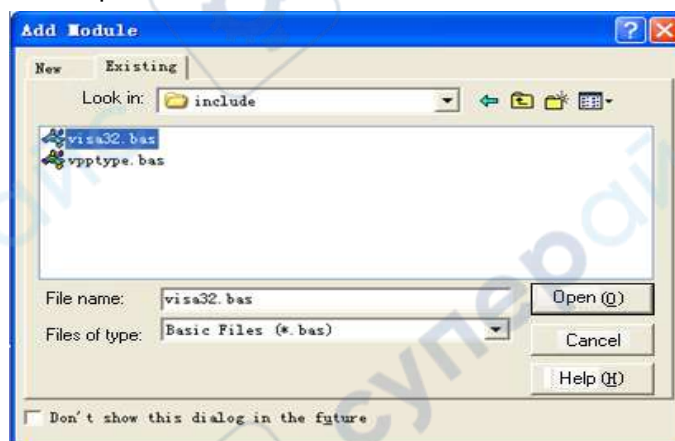 Add Module
New Existing
Look in: include
visa32.bas
vpptype.bas
File name: visa32.bas Open (O)
Files of type: Basic Files (*.bas)
Cancel
Help (H)
Don't show this dialog in the future